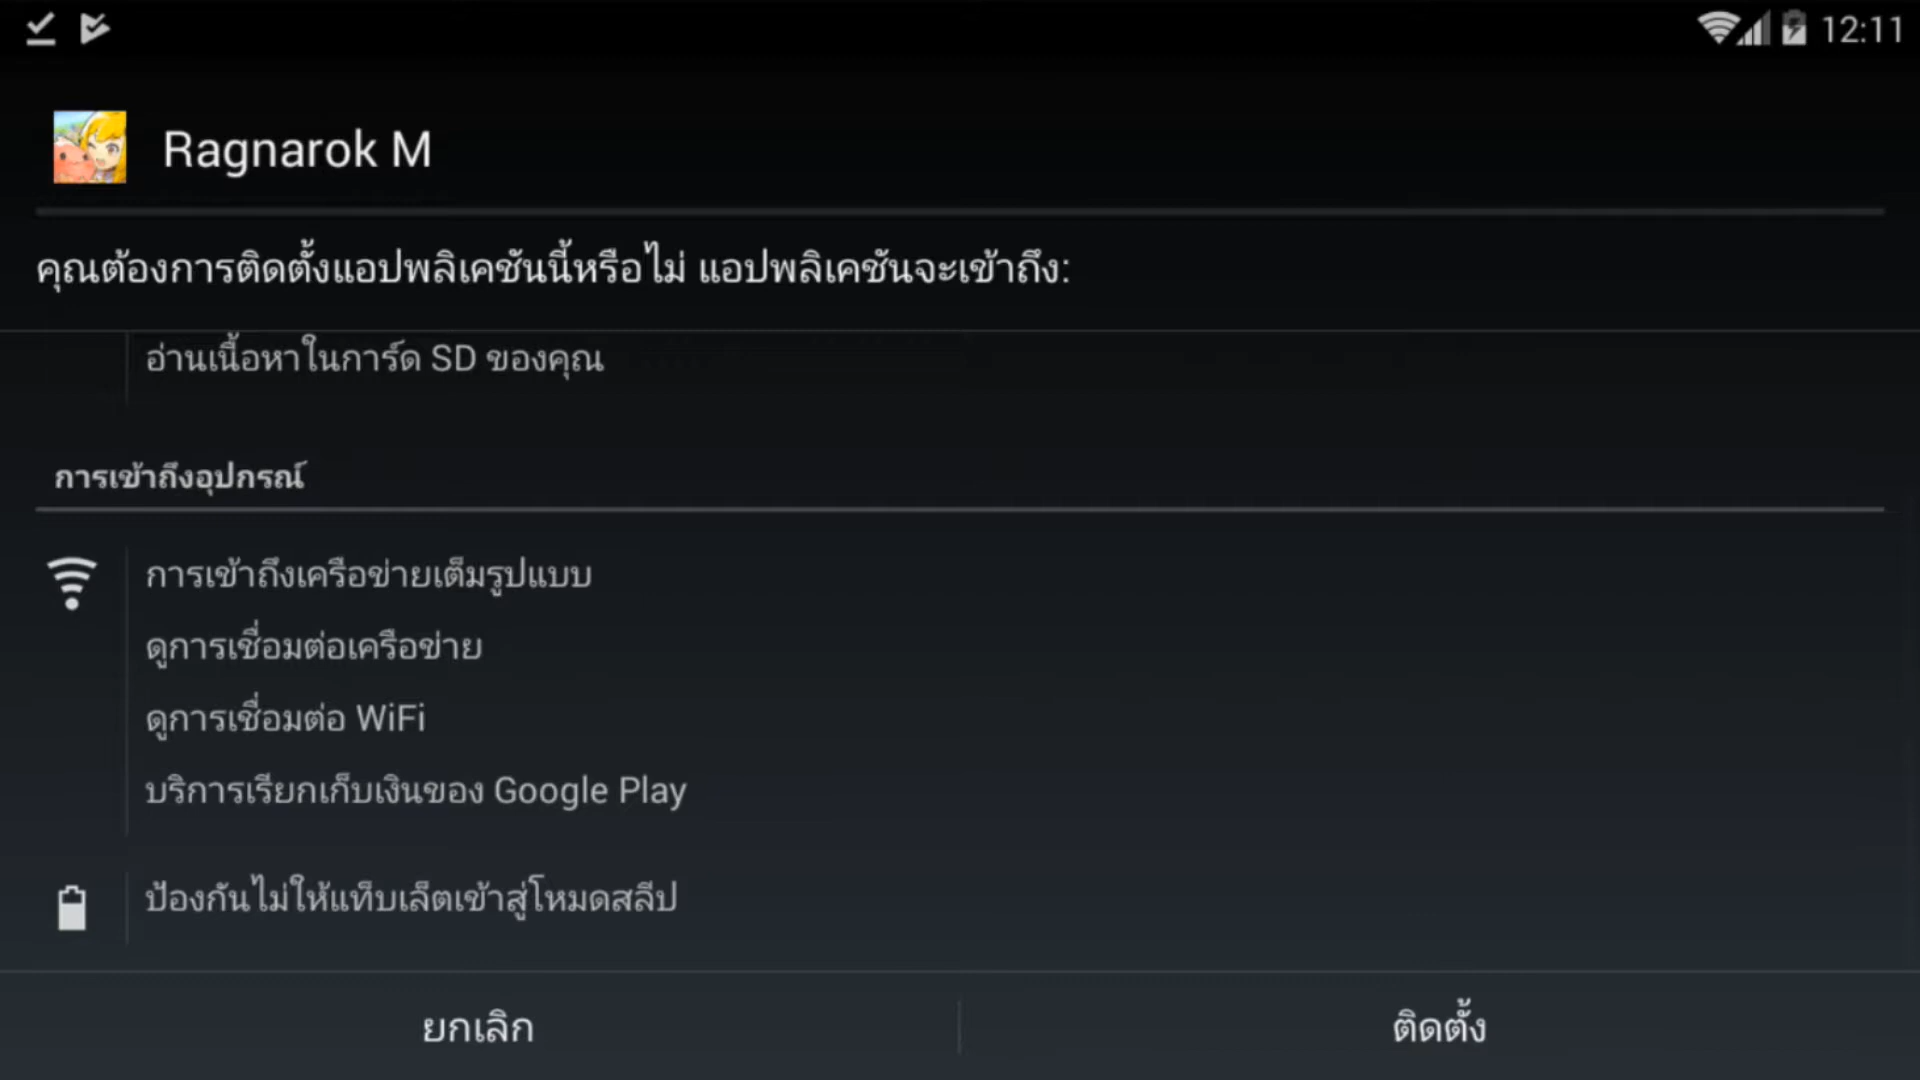 12:11
Ragnarok M
คุณต้องการติดตั้งแอปพลิเคชันนี้หรือไม่ แอปพลิเคชันจะเข้าถึง:
อ่านเนื้อหาในการ์ด SD ของคุณ
การเข้าถึงอุปกรณ์
การเข้าถึงเครือข่ายเต็มรูปแบบ
ดูการเชื่อมต่อเครือข่าย
ดูการเชื่อมต่อ WiFi
บริการเรียกเก็บเงินของ Google Play
ป้องกันไม่ให้แท็บเล็ตเข้าสู่โหมดสลีป
ยกเลิก
ติดตั้ง